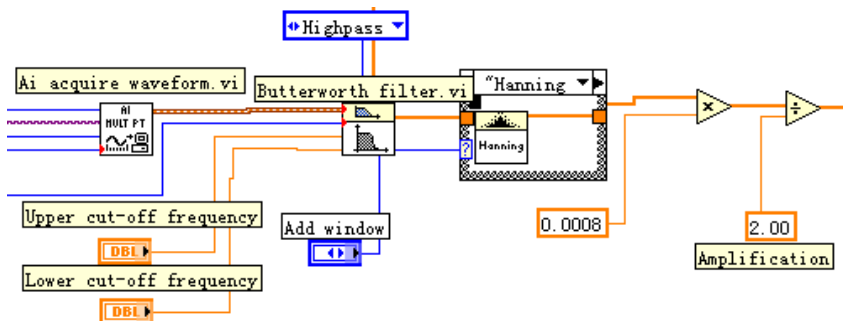 Highpass
Ai acquire waveform.vi
Butterworth filter.vi
"Hanning
AI
MULT PT
?
Hanning
×
÷
Upper cut-off frequency
DBL
Add window
0.0008
2.00
Lower cut-off frequency
DBL
Amplification